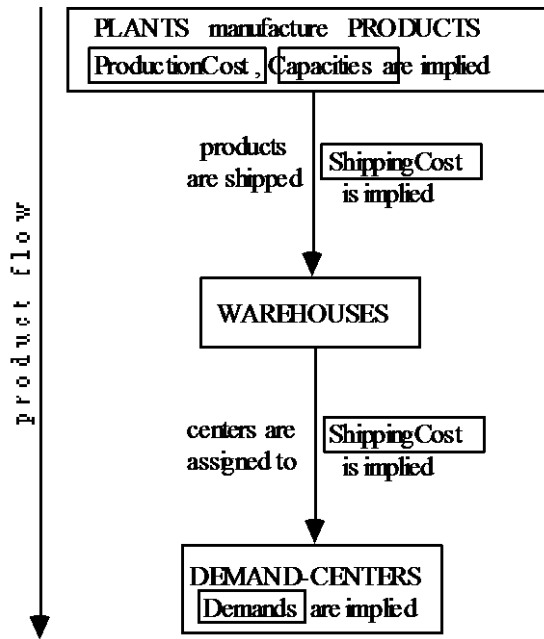 PLANTS manufacture PRODUCTS
ProductionCost , Capacities are implied
products
are shipped
ShippingCost
is implied
product flow
WAREHOUSES
centers are
assigned to
ShippingCost
is implied
DEMAND-CENTERS
Demands are implied